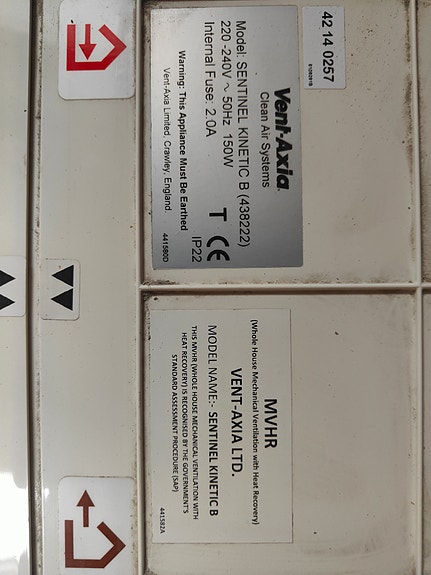 42 14 0257
Vent-Axia
Clean Air Systems
Model: SENTINEL KINETIC B (438222)
220 -240V ~ 50Hz 150W
Internal Fuse: 2.0A
T CE
IP22
Warning: This Appliance Must Be Earthed
Vent-Axia Limited, Crawley, England.
441580D
MVHR
(Whole House Mechanical Ventilation with Heat Recovery)
VENT-AXIA LTD.
MODEL NAME:- SENTINEL KINETIC B
THIS MVHR (WHOLE HOUSE MECHANICAL VENTILATION WITH
HEAT RECOVERY) IS RECOGNISED BY THE GOVERNMENT'S
STANDARD ASSESSMENT PROCEDURE (SAP)
441582A